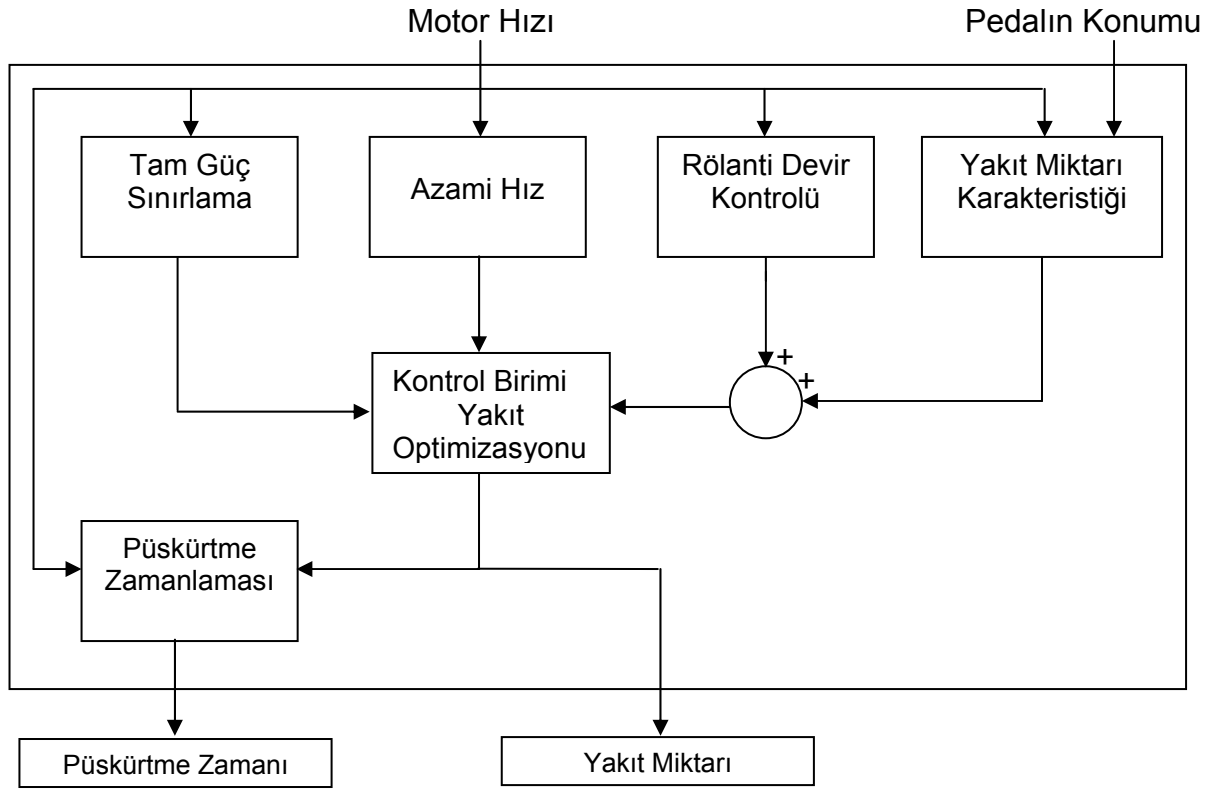 Motor Hızı
Pedalın Konumu
Tam Güç
Sınırlama
Azami Hız
Rölanti Devir
Kontrolü
Yakıt Miktarı
Karakteristiği
+
+
Kontrol Birimi
Yakıt
Optimizasyonu
Püskürtme
Zamanlaması
Püskürtme Zamanı
Yakıt Miktarı